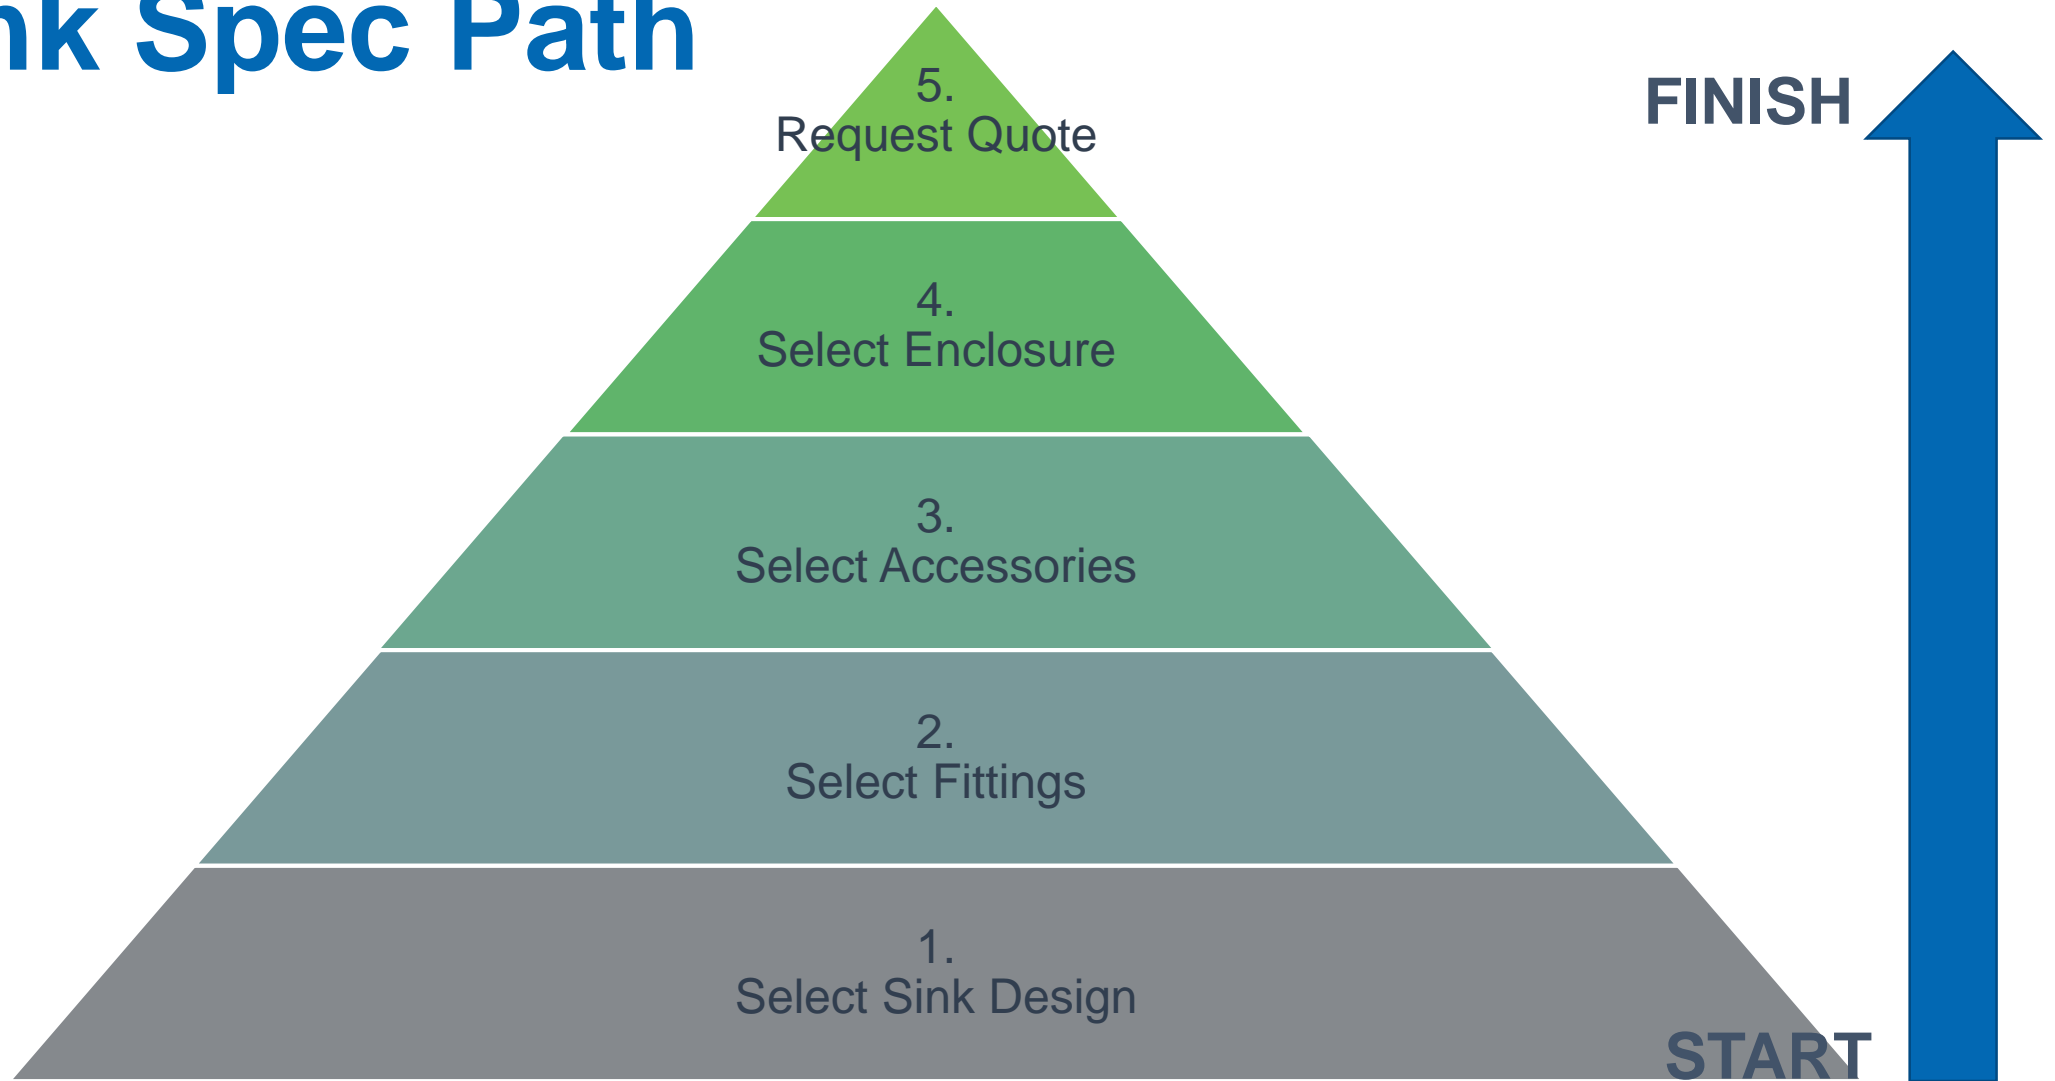 nk Spec Path
FINISH
5.
Request Quote
4.
Select Enclosure
3.
Select Accessories
2.
Select Fittings
1.
Select Sink Design
START